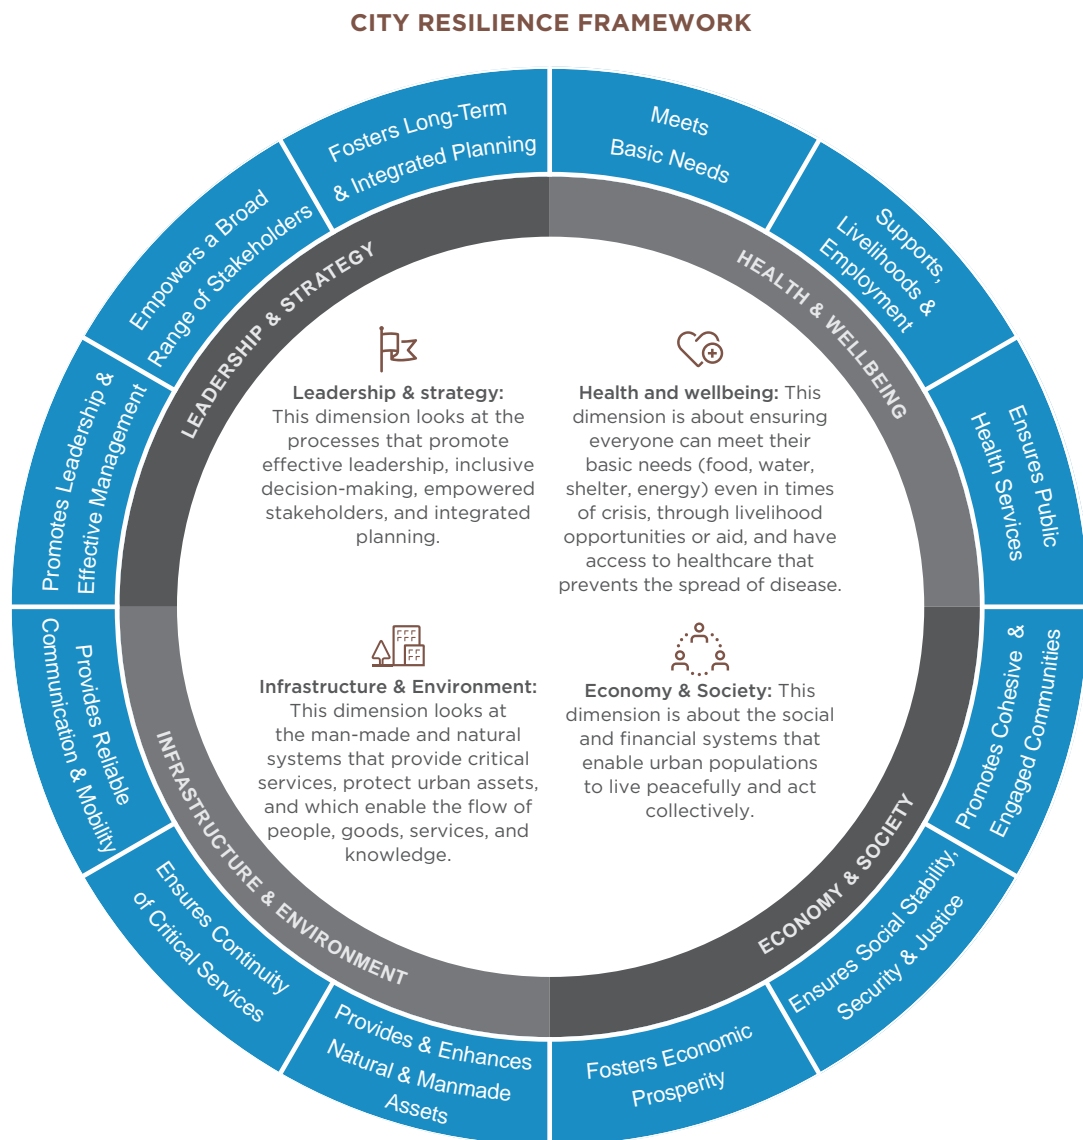 CITY RESILIENCE FRAMEWORK
Meets
Basic Needs
Supports,
Livelihoods &
Employment
Ensures Public
Health Services
Promotes Cohesive &
Engaged Communities
Ensures Social Stability,
Security & Justice
Fosters Economic
Prosperity
Provides & Enhances
Natural & Manmade
Assets
Ensures Continuity
of Critical Services
Provides Reliable
Communication & Mobility
Promotes Leadership &
Effective Management
Empowers a Broad
Range of Stakeholders
Fosters Long-Term
& Integrated Planning
LEADERSHIP & STRATEGY
HEALTH & WELLBEING
INFRASTRUCTURE & ENVIRONMENT
ECONOMY & SOCIETY
Leadership & strategy:
This dimension looks at the
processes that promote
effective leadership, inclusive
decision-making, empowered
stakeholders, and integrated
planning.
Health and wellbeing: This
dimension is about ensuring
everyone can meet their
basic needs (food, water,
shelter, energy) even in times
of crisis, through livelihood
opportunities or aid, and have
access to healthcare that
prevents the spread of disease.
Infrastructure & Environment:
This dimension looks at
the man-made and natural
systems that provide critical
services, protect urban assets,
and which enable the flow of
people, goods, services, and
knowledge.
Economy & Society: This
dimension is about the social
and financial systems that
enable urban populations
to live peacefully and act
collectively.